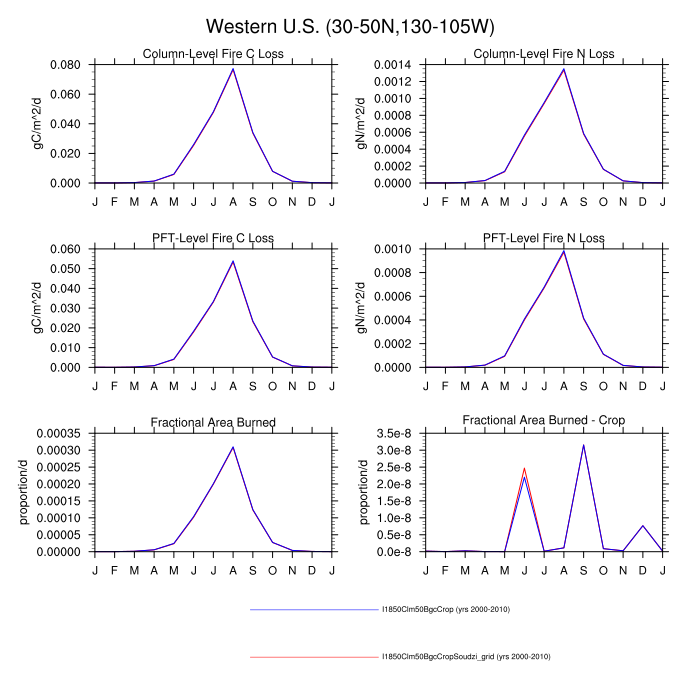 Western U.S. (30-50N,130-105W)
Column-Level Fire C Loss
gC/m^2/d
0.080
0.060
0.040
0.020
0.000
J F M A M J J A S O N D J
Column-Level Fire N Loss
gN/m^2/d
0.0014
0.0012
0.0010
0.0008
0.0006
0.0004
0.0002
0.0000
J F M A M J J A S O N D J
PFT-Level Fire C Loss
gC/m^2/d
0.060
0.050
0.040
0.030
0.020
0.010
0.000
J F M A M J J A S O N D J
PFT-Level Fire N Loss
gN/m^2/d
0.0010
0.0008
0.0006
0.0004
0.0002
0.0000
J F M A M J J A S O N D J
Fractional Area Burned
proportion/d
0.00035
0.00030
0.00025
0.00020
0.00015
0.00010
0.00005
0.00000
J F M A M J J A S O N D J
Fractional Area Burned - Crop
proportion/d
3.5e-8
3.0e-8
2.5e-8
2.0e-8
1.5e-8
1.0e-8
0.5e-8
0.0e-8
J F M A M J J A S O N D J
I1850Clm50BgcCrop (yrs 2000-2010)
I1850Clm50BgcCropSoudzi_grid (yrs 2000-2010)